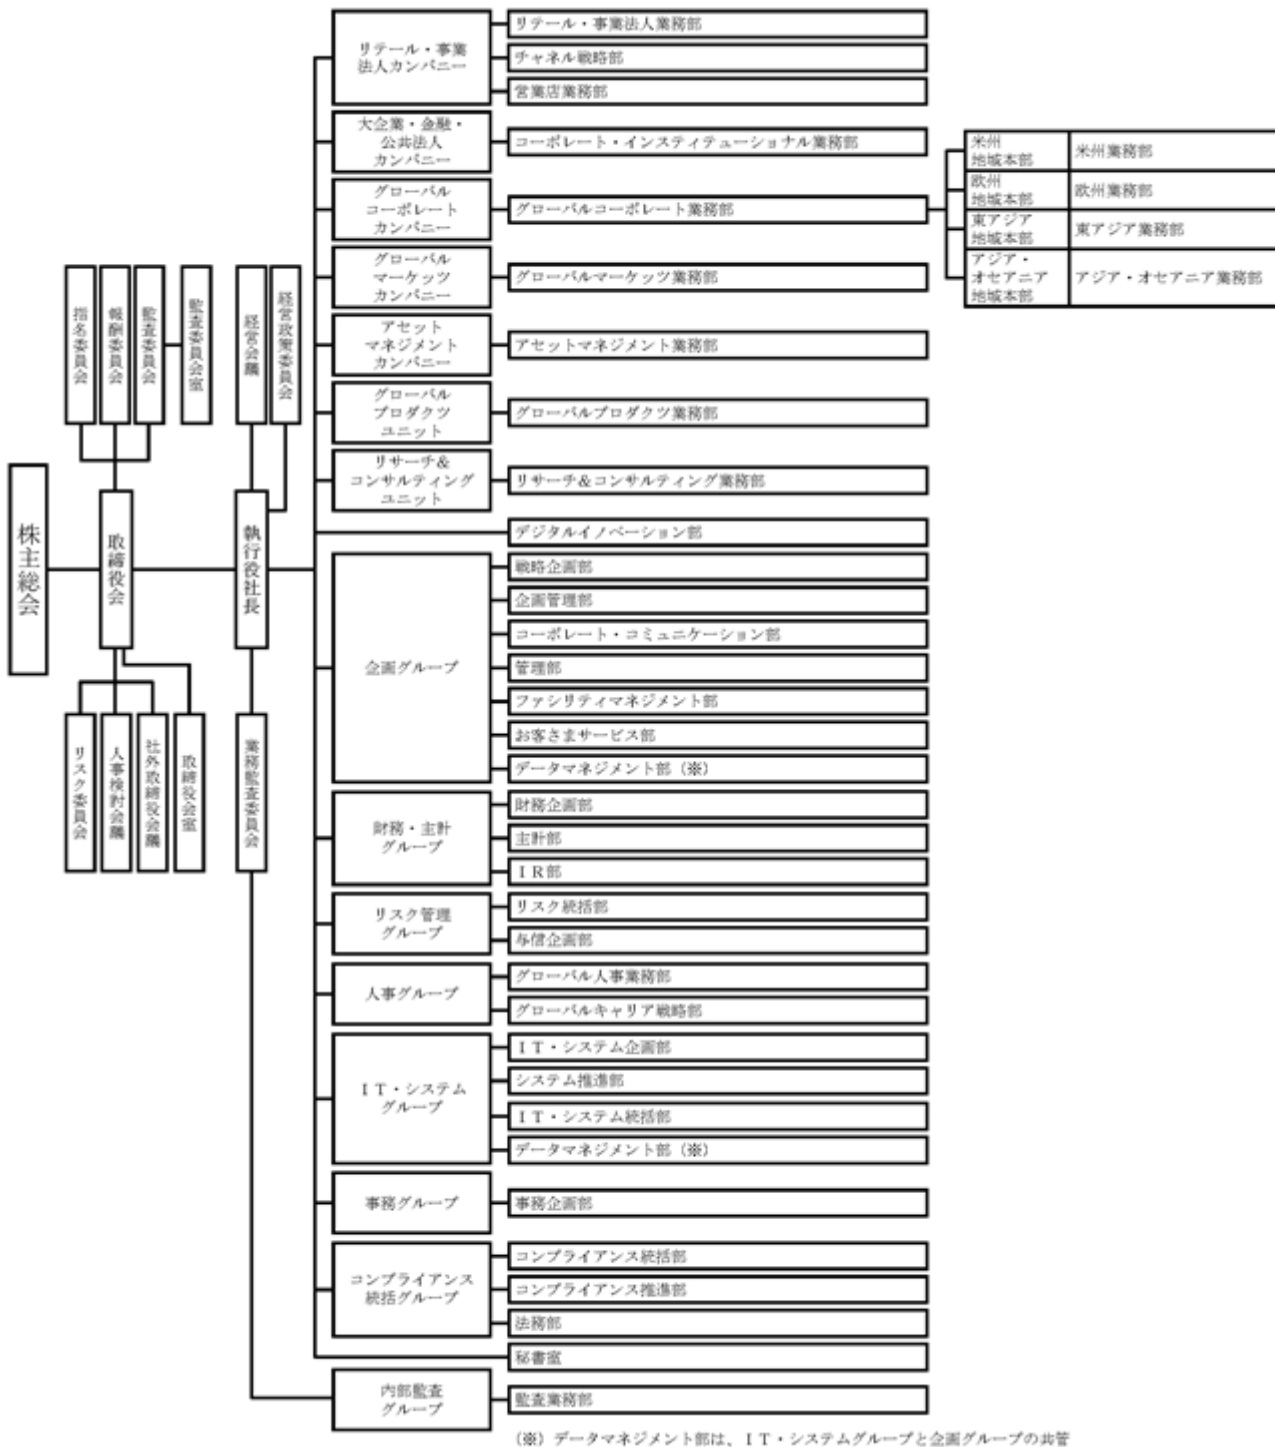 リテール・事業
法人カンパニー
リテール・事業法人業務部
チャネル戦略部
営業店業務部
大企業・金融・
公共法人
カンパニー
コーポレート・インスティテューショナル業務部
グローバル
コーポレート
カンパニー
グローバルコーポレート業務部
米州
地域本部
米州業務部
欧州
地域本部
欧州業務部
東アジア
地域本部
東アジア業務部
アジア・
オセアニア
地域本部
アジア・オセアニア業務部
グローバル
マーケッツ
カンパニー
グローバルマーケッツ業務部
アセット
マネジメント
カンパニー
アセットマネジメント業務部
グローバル
プロダクツ
ユニット
グローバルプロダクツ業務部
リサーチ&
コンサルティング
ユニット
リサーチ&コンサルティング業務部
デジタルイノベーション部
指名委員会
報酬委員会
監査委員会
監査委員会室
経営会議
経営政策委員会
株主総会
取締役会
執行役社長
リスク委員会
人事検討会議
社外取締役会議
取締役会室
業務監査委員会
企画グループ
戦略企画部
企画管理部
コーポレート・コミュニケーション部
管理部
ファシリティマネジメント部
お客さまサービス部
データマネジメント部（※）
財務・主計
グループ
財務企画部
主計部
ＩＲ部
リスク管理
グループ
リスク統括部
与信企画部
人事グループ
グローバル人事業務部
グローバルキャリア戦略部
ＩＴ・システム
グループ
ＩＴ・システム企画部
システム推進部
ＩＴ・システム統括部
データマネジメント部（※）
事務グループ
事務企画部
コンプライアンス
統括グループ
コンプライアンス統括部
コンプライアンス推進部
法務部
秘書室
内部監査
グループ
監査業務部
（※）データマネジメント部は、ＩＴ・システムグループと企画グループの共管